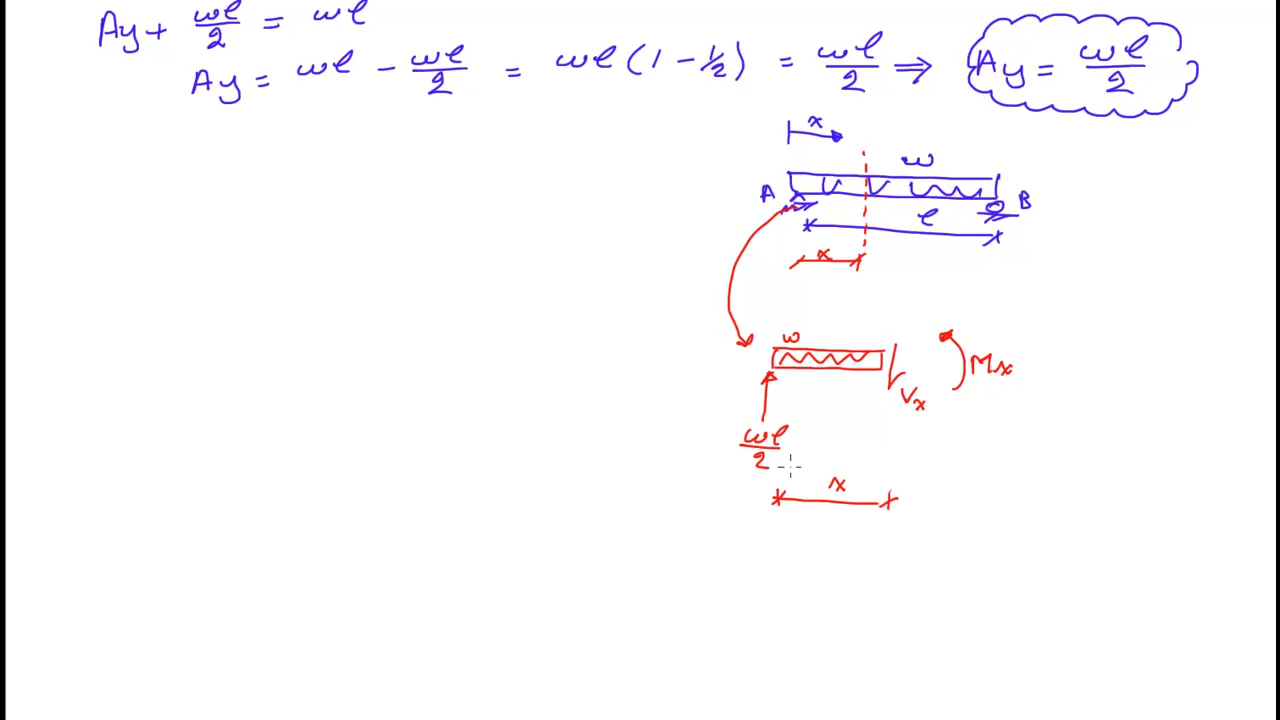 Ay + wl/2 = wl
Ay = wl - wl/2 = wl(1 - 1/2) = wl/2 ⇒ Ay = wl/2
x
w
A B
l
x
w
Mx
Vx
wl/2
x